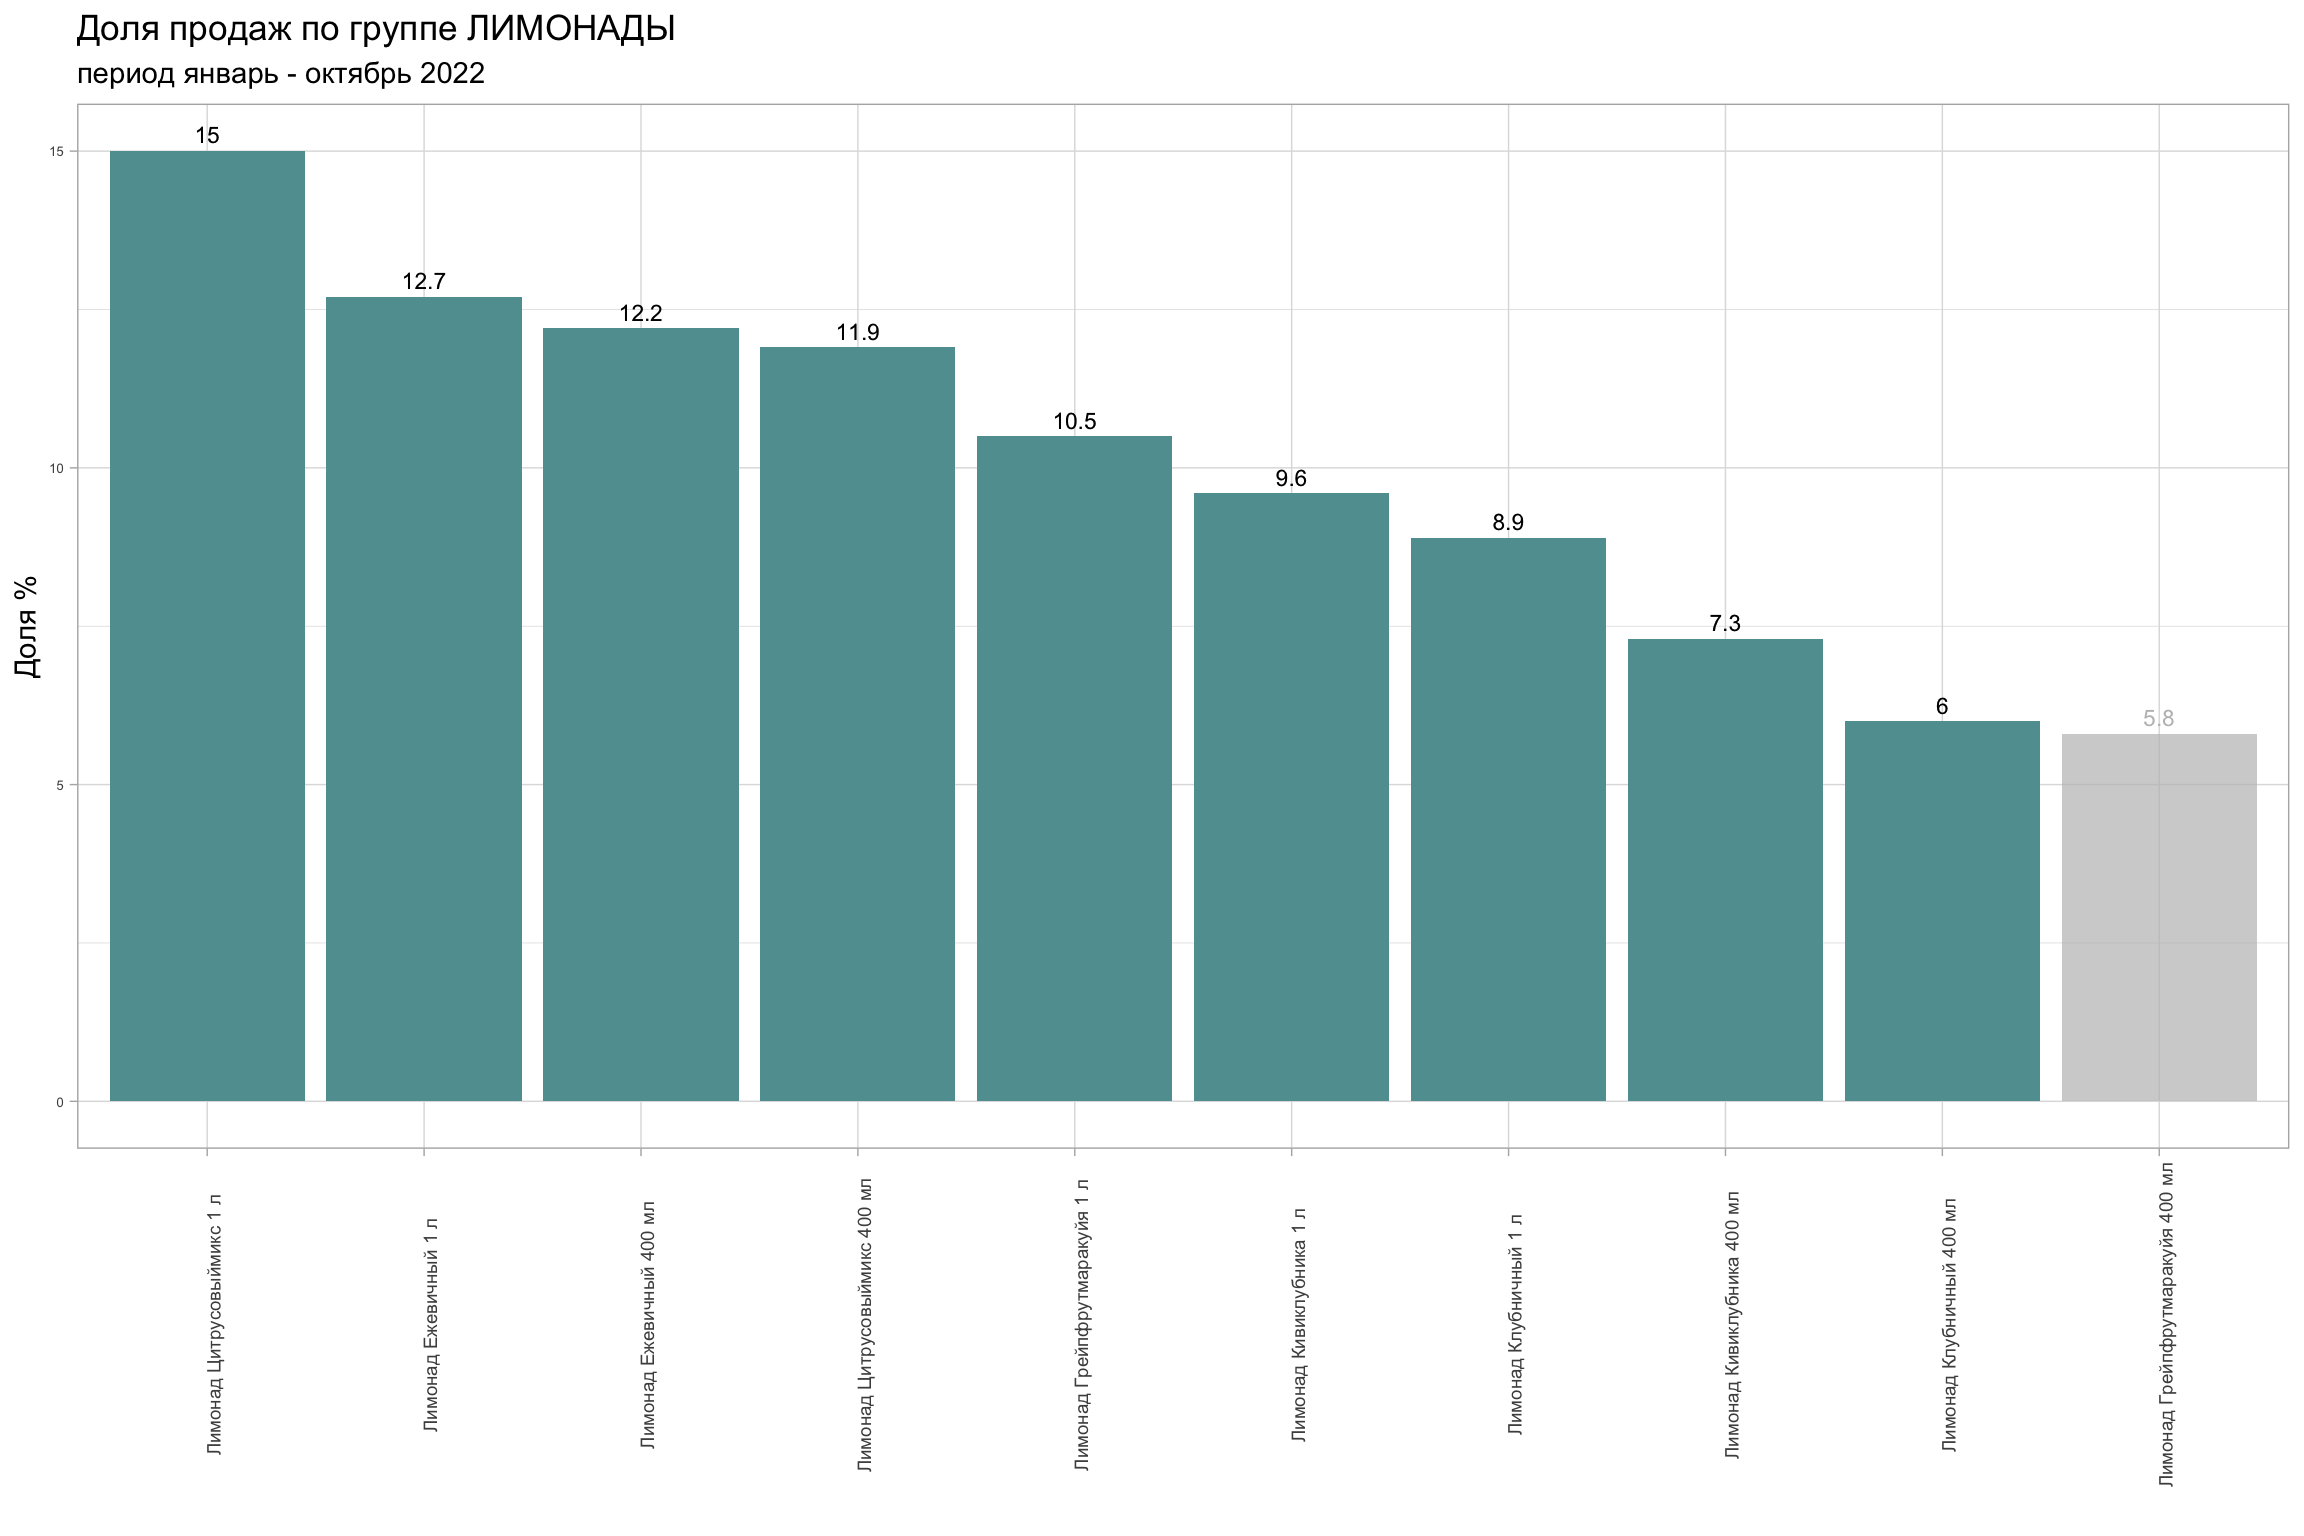 Доля продаж по группе ЛИМОНАДЫ
период январь - октябрь 2022
Доля %
15
10
5
0
15
12.7
12.2
11.9
10.5
9.6
8.9
7.3
6
5.8
Лимонад Цитрусовыймикс 1 л
Лимонад Ежевичный 1 л
Лимонад Ежевичный 400 мл
Лимонад Цитрусовыймикс 400 мл
Лимонад Грейпфрутмаракуйя 1 л
Лимонад Кивиклубника 1 л
Лимонад Клубничный 1 л
Лимонад Кивиклубника 400 мл
Лимонад Клубничный 400 мл
Лимонад Грейпфрутмаракуйя 400 мл